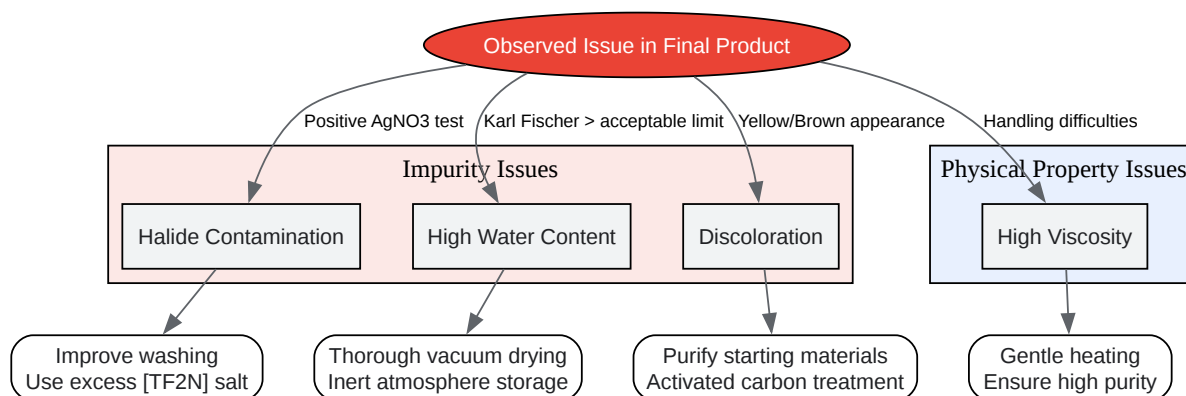 Observed Issue in Final Product
Positive AgNO3 test
Karl Fischer > acceptable limit
Yellow/Brown appearance
Handling difficulties
Impurity Issues
Physical Property Issues
Halide Contamination
High Water Content
Discoloration
High Viscosity
Improve washing
Use excess [TF2N] salt
Thorough vacuum drying
Inert atmosphere storage
Purify starting materials
Activated carbon treatment
Gentle heating
Ensure high purity